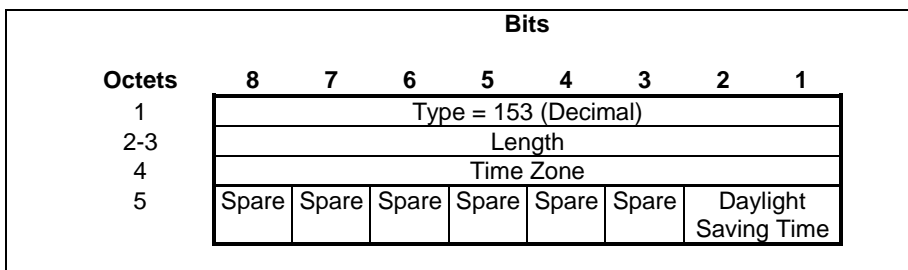 Bits
Octets 8 7 6 5 4 3 2 1
1 Type = 153 (Decimal)
2-3 Length
4 Time Zone
5 Spare Spare Spare Spare Spare Spare Daylight
Saving Time